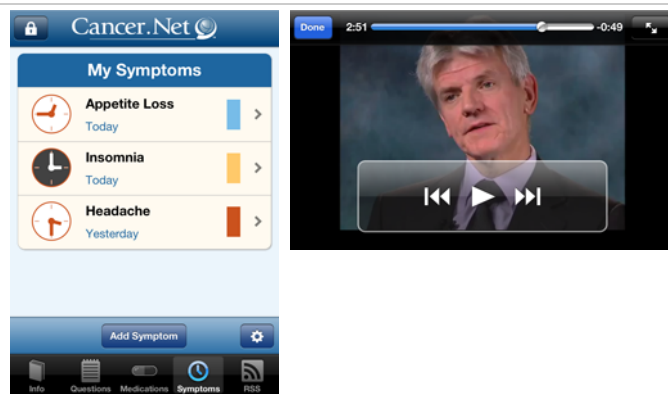 Cancer.Net
My Symptoms
Appetite Loss
Today
Insomnia
Today
Headache
Yesterday
Add Symptom
Info Questions Medications Symptoms RSS
Done 2:51 -0:49